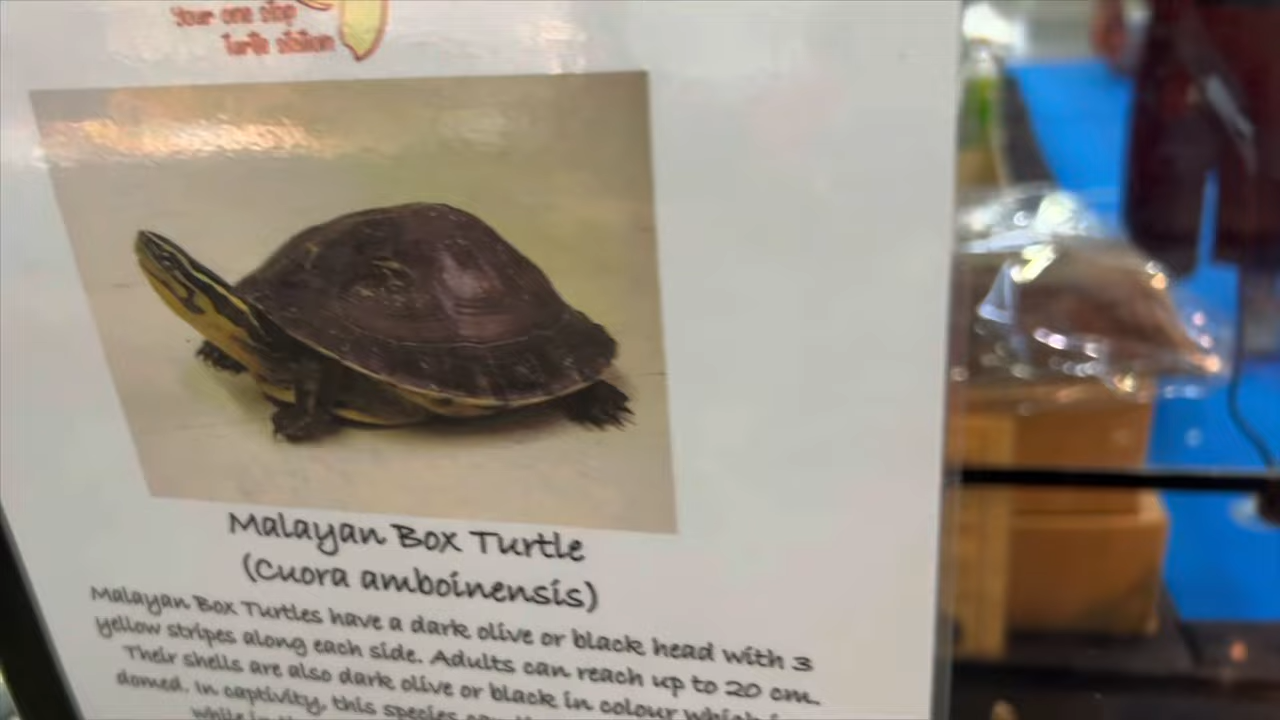 Your one stop
Turtle station
Malayan Box Turtle
(Cuora amboinensis)
Malayan Box Turtles have a dark olive or black head with 3
yellow stripes along each side. Adults can reach up to 20 cm.
Their shells are also dark olive or black in colour which
domed. In captivity, this species
while in